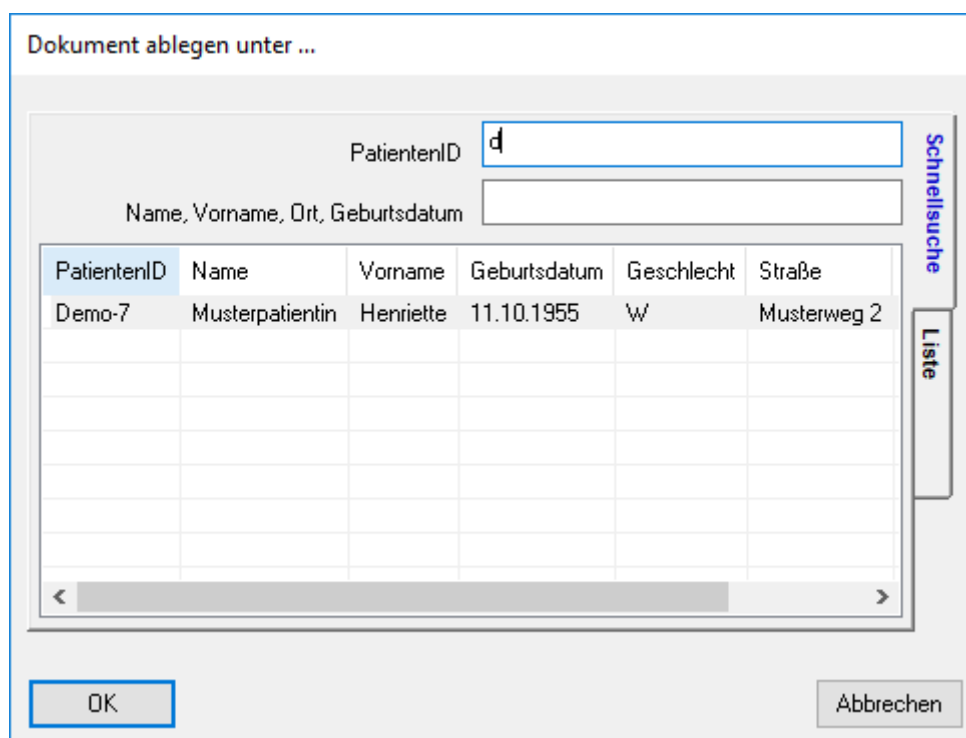 Dokument ablegen unter ...
PatientenID d
Name, Vorname, Ort, Geburtsdatum
Schnellsuche
Liste
PatientenID Name Vorname Geburtsdatum Geschlecht Straße
Demo-7 Musterpatientin Henriette 11.10.1955 W Musterweg 2
OK Abbrechen